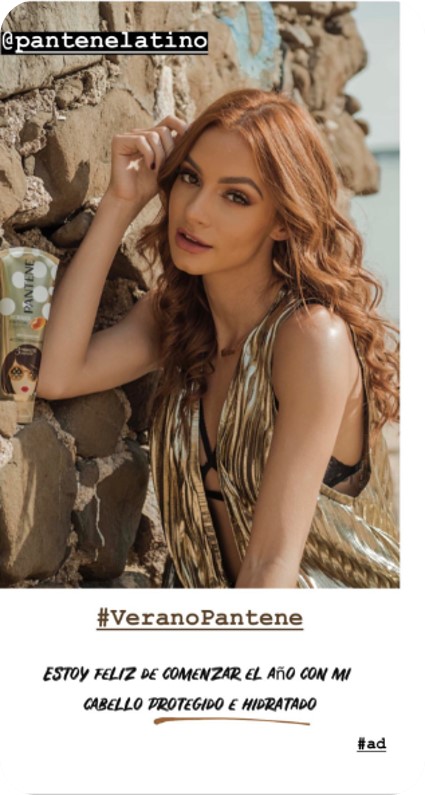 @pantenelatino
PANTENE
#VeranoPantene
ESTOY FELIZ DE COMENZAR EL AñO CON MI
CABELLO PROTEGIDO E HIDRATADO
#ad